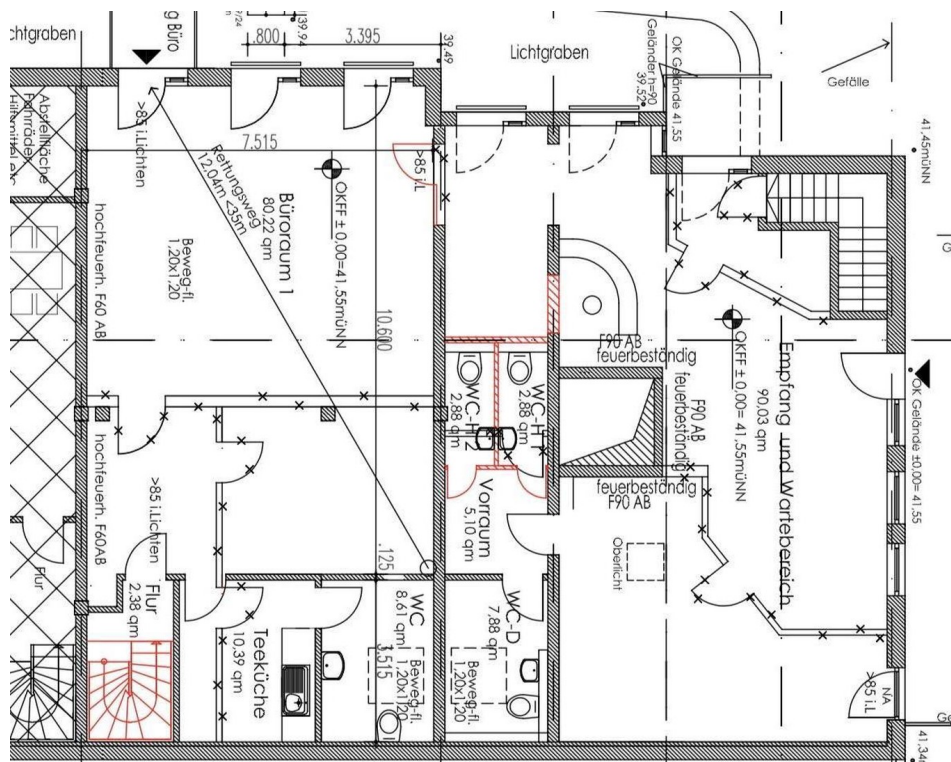 chtgraben
g Büro
39.94
.800
3.395
39.49
Lichtgraben
Geländer h=90
39.52
OK Gelände 41,55
Gefälle
41,45müNN
Abstellfläche
Fahrräder
>85 i.Lichten
7.515
>85 i.L
Rettungsweg
12.04m <35m
Büroraum 1
80,22 qm
OKFF ± 0,00=41,55müNN
hochfeuerh. F60 AB
Beweg-fl.
1,20x1,20
10.600
F90 AB
feuerbeständig
OKFF ± 0,00= 41,55müNN
90,03 qm
Empfang und Wartebereich
OK Gelände ±0,00= 41,55
WC-H 2
2,88 qm
WC-H 1
2,88 qm
F90 AB
feuerbeständig
feuerbeständig
F90 AB
hochfeuerh. F60AB
>85 i.Lichten
Vorraum
5,10 qm
Oberlicht
.125
Flur
Flur
2,38 qm
Teeküche
10,39 qm
WC
8,61 qm
3.515
Beweg-fl.
1,20x1,20
WC-D
7,88 qm
Beweg-fl.
1,20x1,20
NA
>85 i.L
41,34